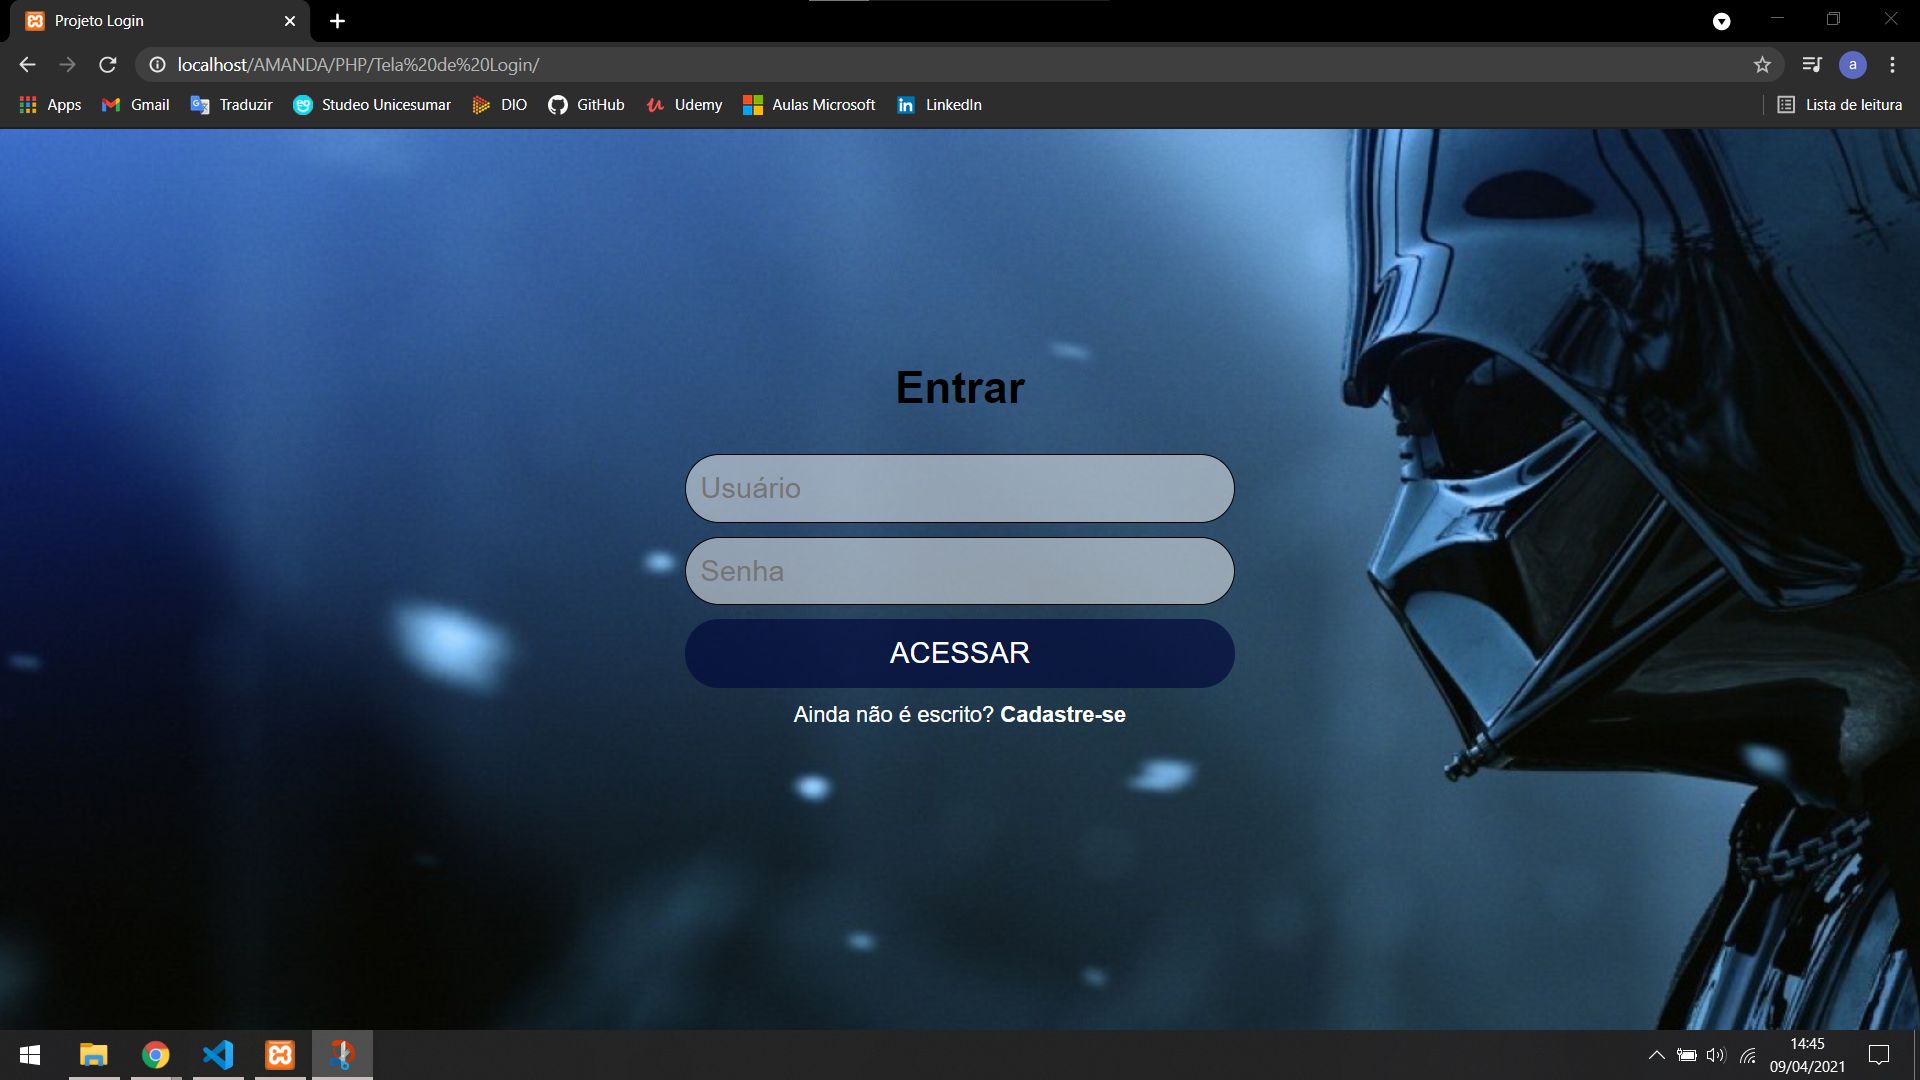 Projeto Login
localhost/AMANDA/PHP/Tela%20de%20Login/
a
Apps Gmail Traduzir Studeo Unicesumar DIO GitHub Udemy Aulas Microsoft LinkedIn Lista de leitura
Entrar
Usuário
Senha
ACESSAR
Ainda não é escrito? Cadastre-se
14:45
09/04/2021